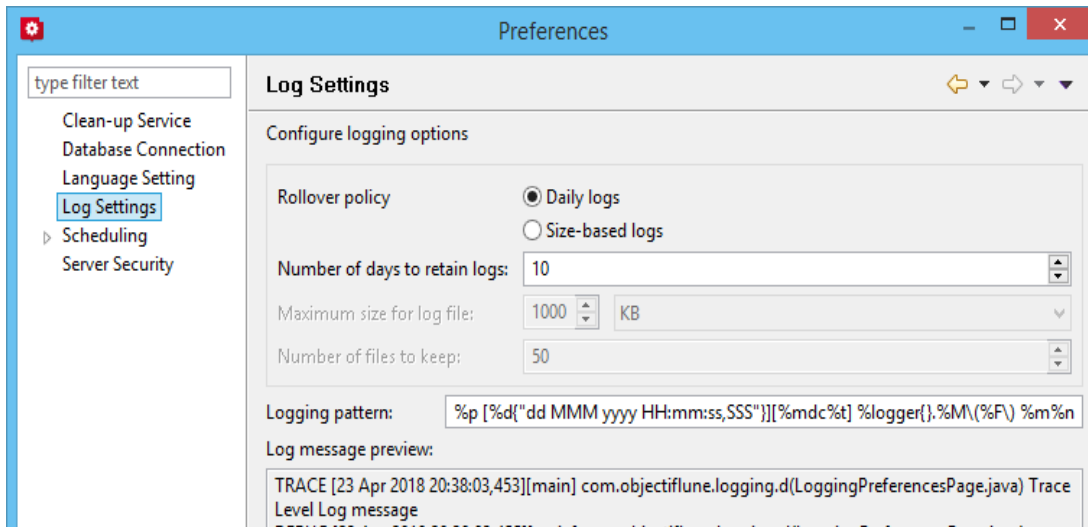 Preferences
type filter text
Clean-up Service
Database Connection
Language Setting
Log Settings
Scheduling
Server Security
Log Settings
Configure logging options
Rollover policy
Daily logs
Size-based logs
Number of days to retain logs: 10
Maximum size for log file: 1000 KB
Number of files to keep: 50
Logging pattern: %p [%d{"dd MMM yyyy HH:mm:ss,SSS"}][%mdc%t] %logger{}.%M\(%F\) %m%n
Log message preview:
TRACE [23 Apr 2018 20:38:03,453][main] com.objectiflune.logging.d(LoggingPreferencesPage.java) Trace
Level Log message